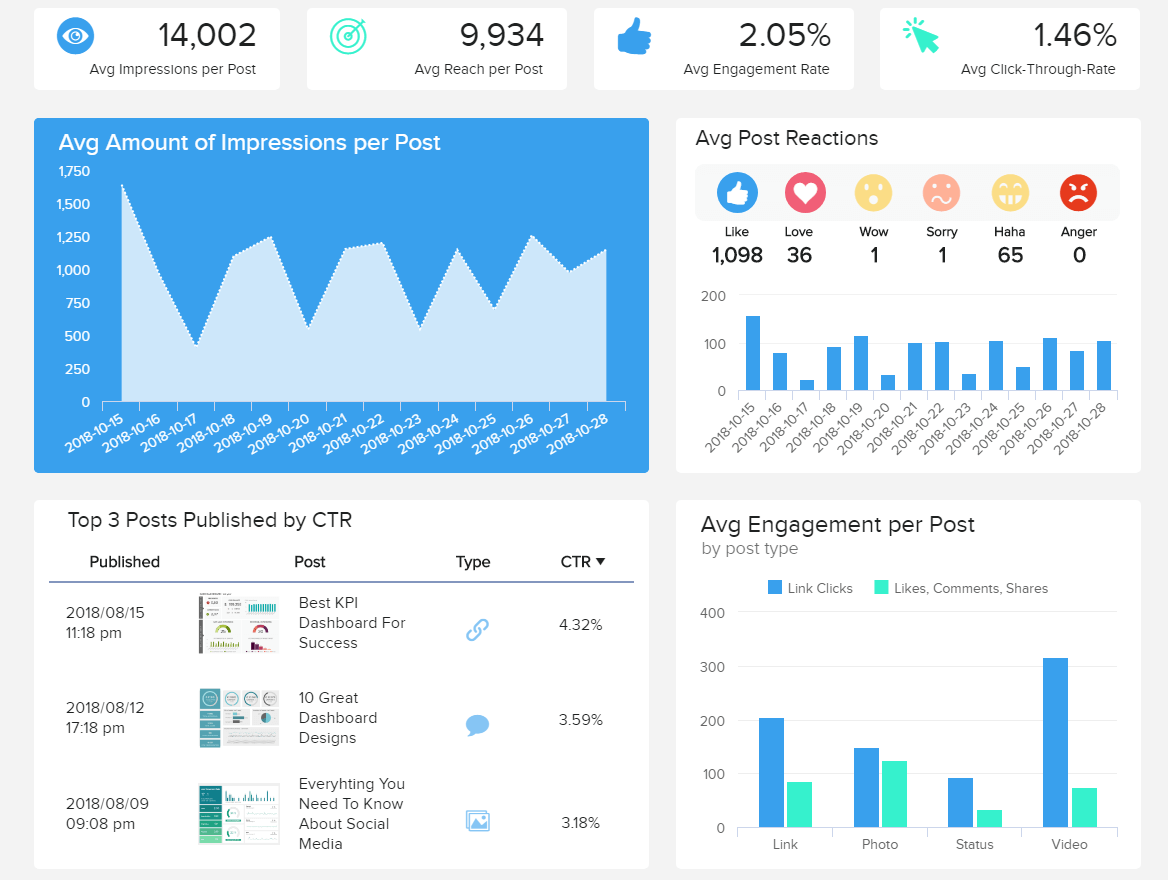 14,002
Avg Impressions per Post
9,934
Avg Reach per Post
2.05%
Avg Engagement Rate
1.46%
Avg Click-Through-Rate
Avg Amount of Impressions per Post
1,750
1,500
1,250
1,000
750
500
250
0
2018-10-15
2018-10-16
2018-10-17
2018-10-18
2018-10-19
2018-10-20
2018-10-21
2018-10-22
2018-10-23
2018-10-24
2018-10-25
2018-10-26
2018-10-27
2018-10-28
Avg Post Reactions
Like Love Wow Sorry Haha Anger
1,098 36 1 1 65 0
200
100
0
2018-10-15
2018-10-16
2018-10-17
2018-10-18
2018-10-19
2018-10-20
2018-10-21
2018-10-22
2018-10-23
2018-10-24
2018-10-25
2018-10-26
2018-10-27
2018-10-28
Top 3 Posts Published by CTR
Published Post Type CTR ▼
2018/08/15
11:18 pm
Best KPI
Dashboard For
Success
4.32%
2018/08/12
17:18 pm
10 Great
Dashboard
Designs
3.59%
2018/08/09
09:08 pm
Everyhting You
Need To Know
About Social
Media
3.18%
Avg Engagement per Post
by post type
Link Clicks Likes, Comments, Shares
400
300
200
100
0
Link Photo Status Video